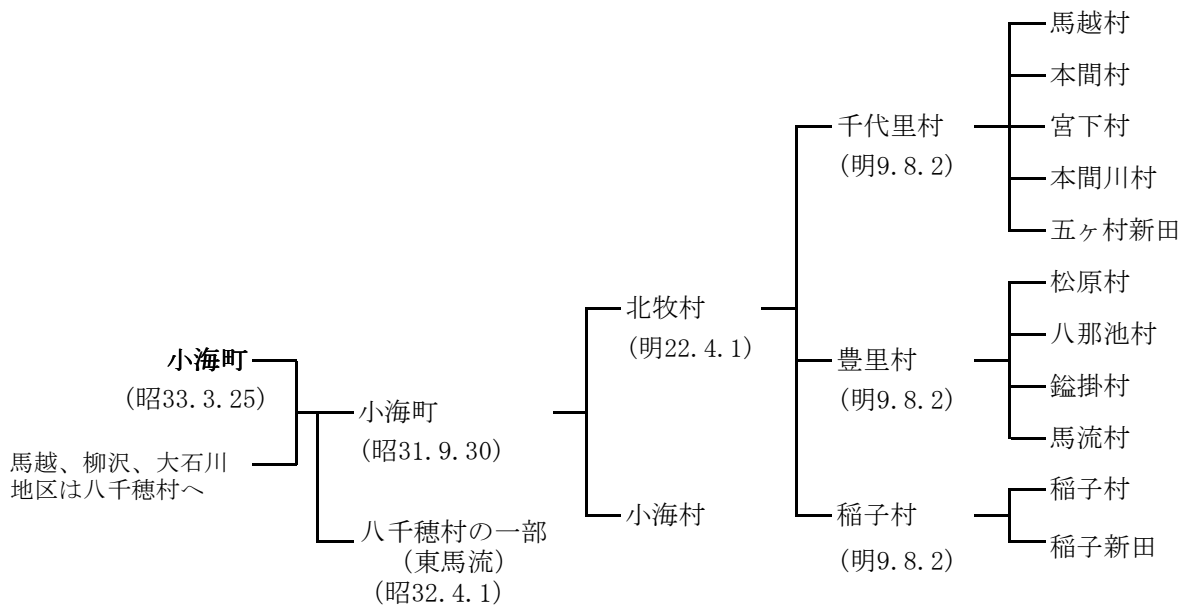 小海町
(昭33.3.25)
馬越、柳沢、大石川
地区は八千穂村へ
小海町
(昭31.9.30)
八千穂村の一部
(東馬流)
(昭32.4.1)
北牧村
(明22.4.1)
小海村
千代里村
(明9.8.2)
豊里村
(明9.8.2)
稲子村
(明9.8.2)
馬越村
本間村
宮下村
本間川村
五ヶ村新田
松原村
八那池村
鎰掛村
馬流村
稲子村
稲子新田